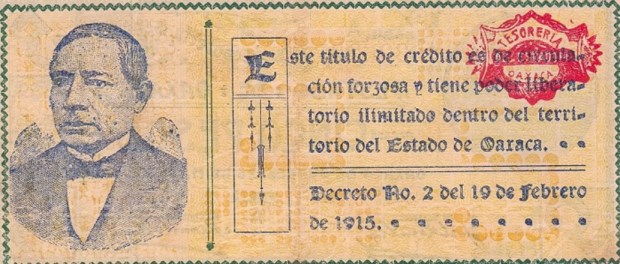 Este titulo de crédito es de circula-
ción forzosa y tiene poder libera-
torio ilimitado dentro del terri-
torio del Estado de Oaxaca.
Decreto No. 2 del 19 de Febrero
de 1915.
TESORERIA
OAXACA